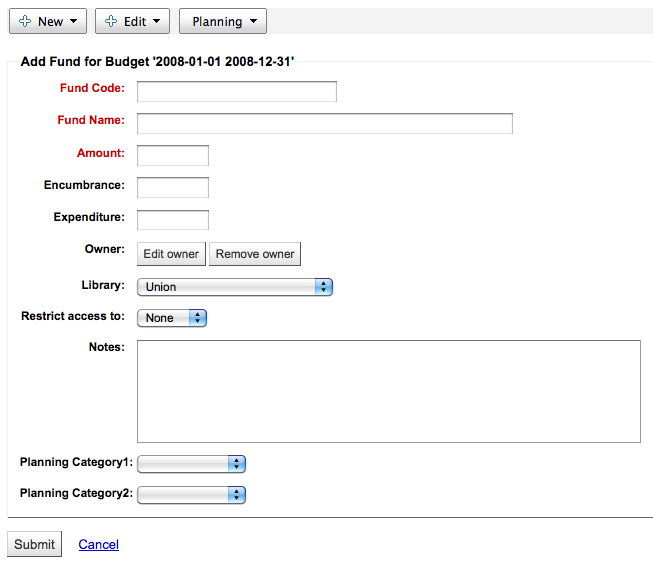 New Edit Planning
Add Fund for Budget '2008-01-01 2008-12-31'
Fund Code:
Fund Name:
Amount:
Encumbrance:
Expenditure:
Owner: Edit owner Remove owner
Library: Union
Restrict access to: None
Notes:
Planning Category1:
Planning Category2:
Submit Cancel